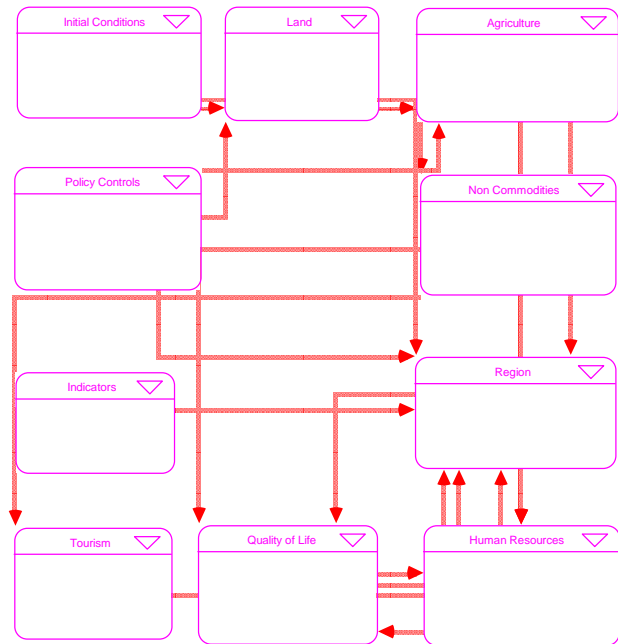 Initial Conditions
Land
Agriculture
Policy Controls
Non Commodities
Indicators
Region
Tourism
Quality of Life
Human Resources